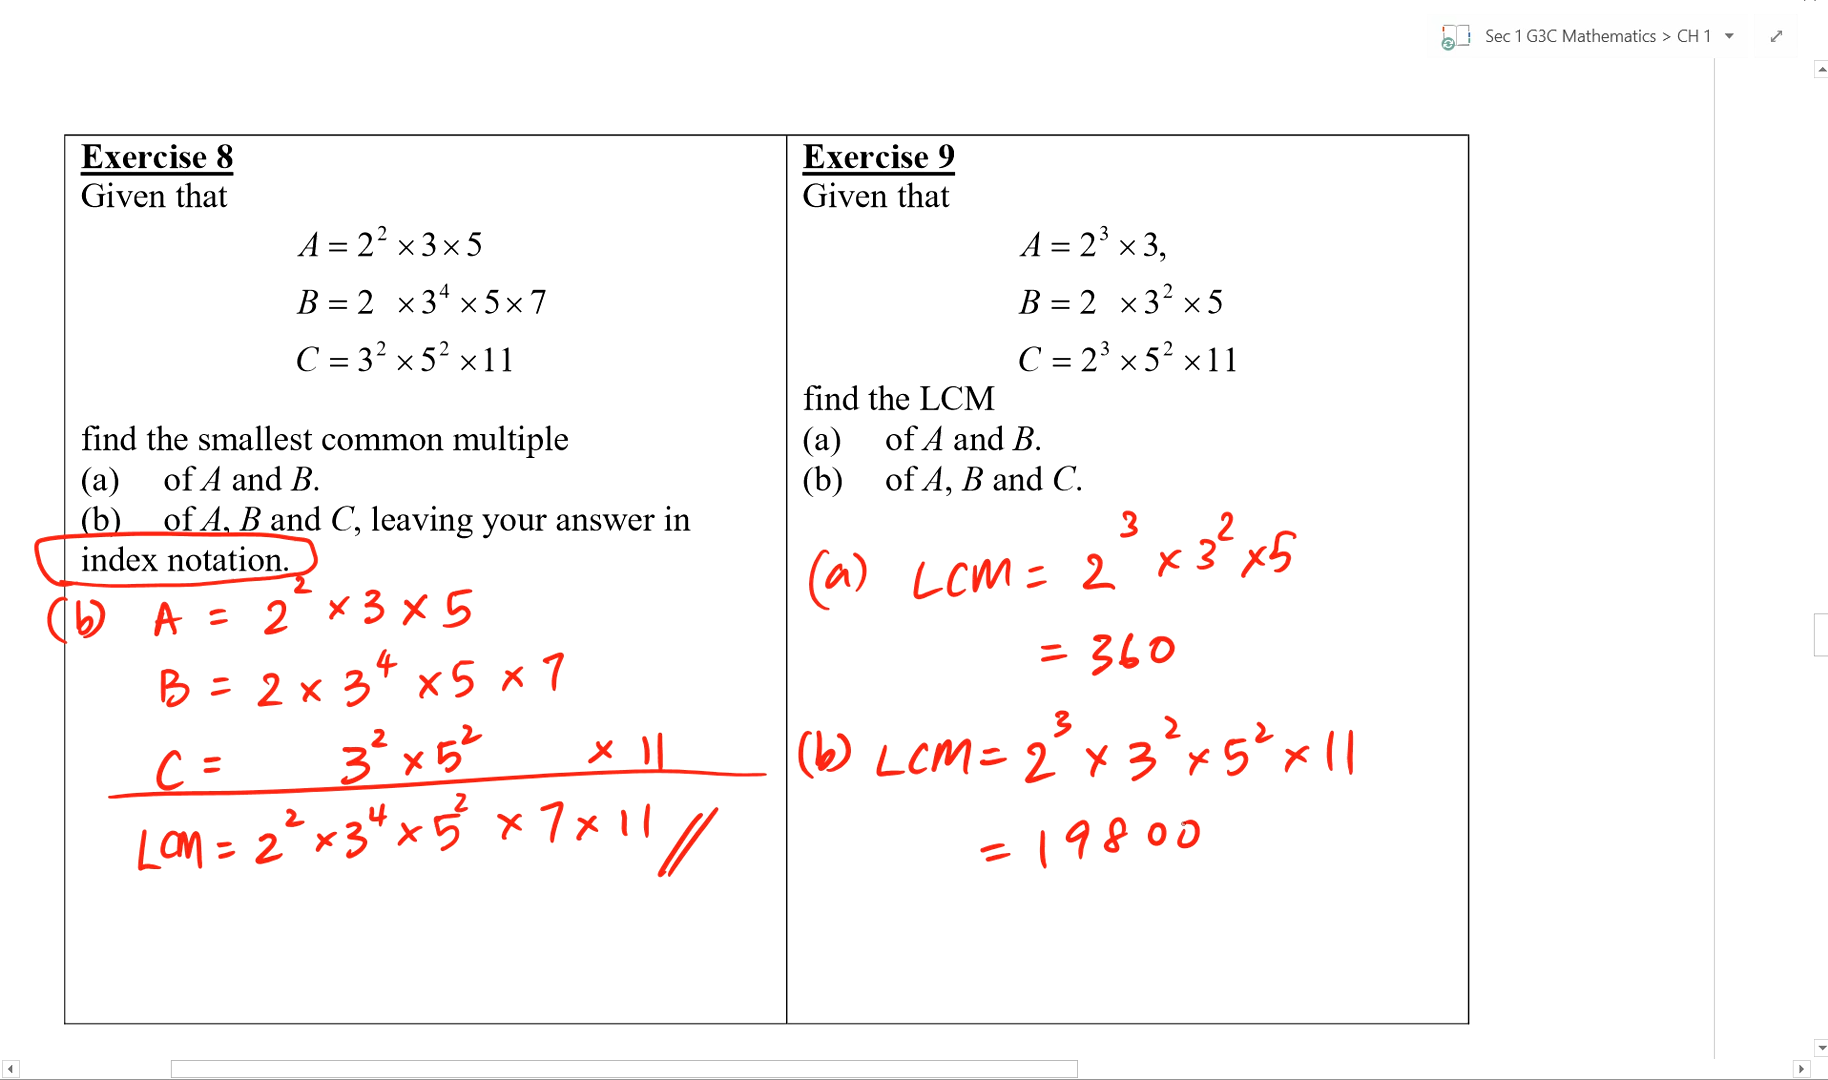 Sec 1 G3C Mathematics > CH 1
Exercise 8
Given that
A = 2² × 3 × 5
B = 2 × 3⁴ × 5 × 7
C = 3² × 5² × 11
find the smallest common multiple
(a) of A and B.
(b) of A, B and C, leaving your answer in
index notation.
(b) A = 2² × 3 × 5
B = 2 × 3⁴ × 5 × 7
C = 3² × 5² × 11
LCM = 2² × 3⁴ × 5² × 7 × 11
Exercise 9
Given that
A = 2³ × 3,
B = 2 × 3² × 5
C = 2³ × 5² × 11
find the LCM
(a) of A and B.
(b) of A, B and C.
(a) LCM = 2³ × 3² × 5
= 360
(b) LCM = 2³ × 3² × 5² × 11
= 19800